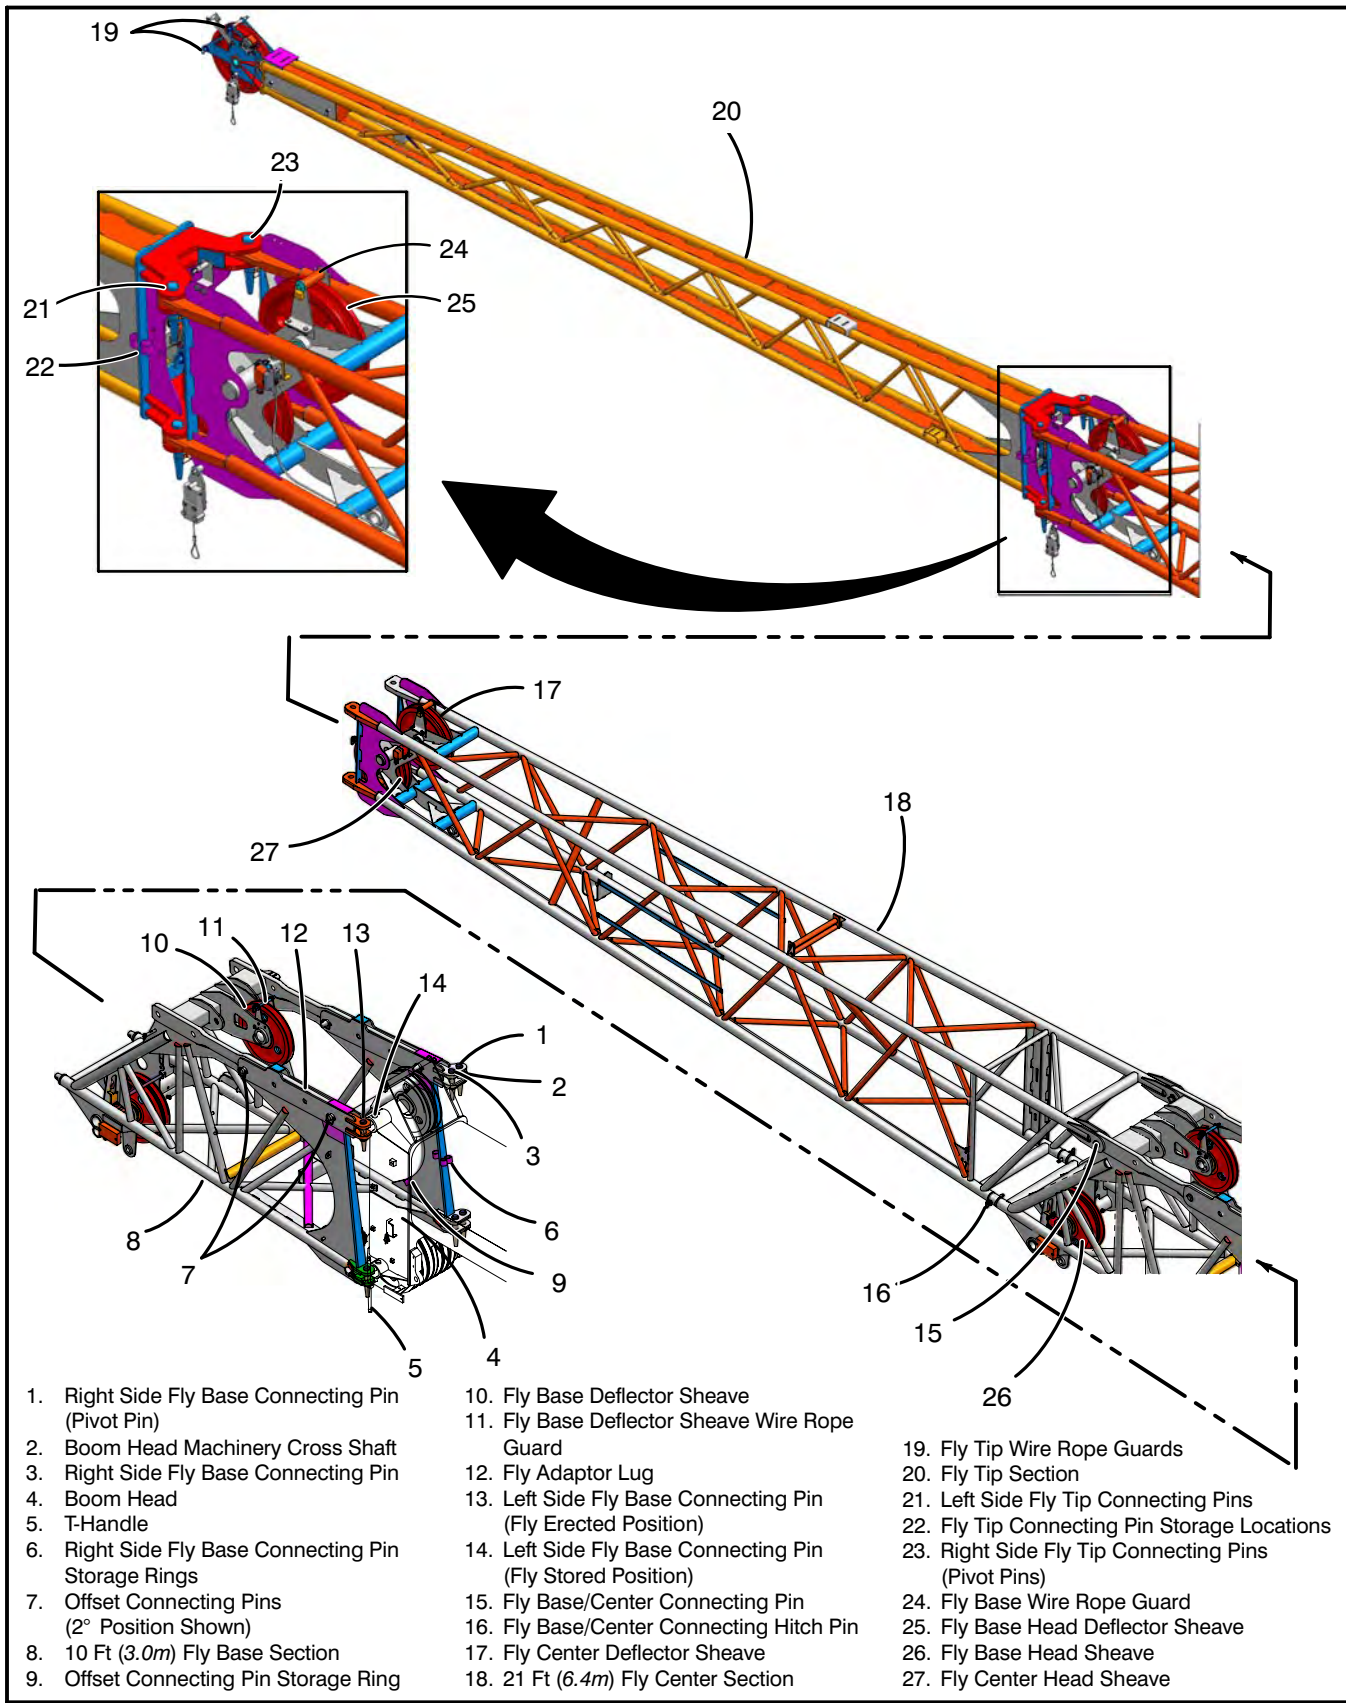 19
20
23
24
21
25
22
17
18
27
11
10
12
13
14
1
2
3
6
8
7
9
16
15
5
4
26
1. Right Side Fly Base Connecting Pin
(Pivot Pin)
2. Boom Head Machinery Cross Shaft
3. Right Side Fly Base Connecting Pin
4. Boom Head
5. T-Handle
6. Right Side Fly Base Connecting Pin
Storage Rings
7. Offset Connecting Pins
(2° Position Shown)
8. 10 Ft (3.0m) Fly Base Section
9. Offset Connecting Pin Storage Ring
10. Fly Base Deflector Sheave
11. Fly Base Deflector Sheave Wire Rope
Guard
12. Fly Adaptor Lug
13. Left Side Fly Base Connecting Pin
(Fly Erected Position)
14. Left Side Fly Base Connecting Pin
(Fly Stored Position)
15. Fly Base/Center Connecting Pin
16. Fly Base/Center Connecting Hitch Pin
17. Fly Center Deflector Sheave
18. 21 Ft (6.4m) Fly Center Section
19. Fly Tip Wire Rope Guards
20. Fly Tip Section
21. Left Side Fly Tip Connecting Pins
22. Fly Tip Connecting Pin Storage Locations
23. Right Side Fly Tip Connecting Pins
(Pivot Pins)
24. Fly Base Wire Rope Guard
25. Fly Base Head Deflector Sheave
26. Fly Base Head Sheave
27. Fly Center Head Sheave